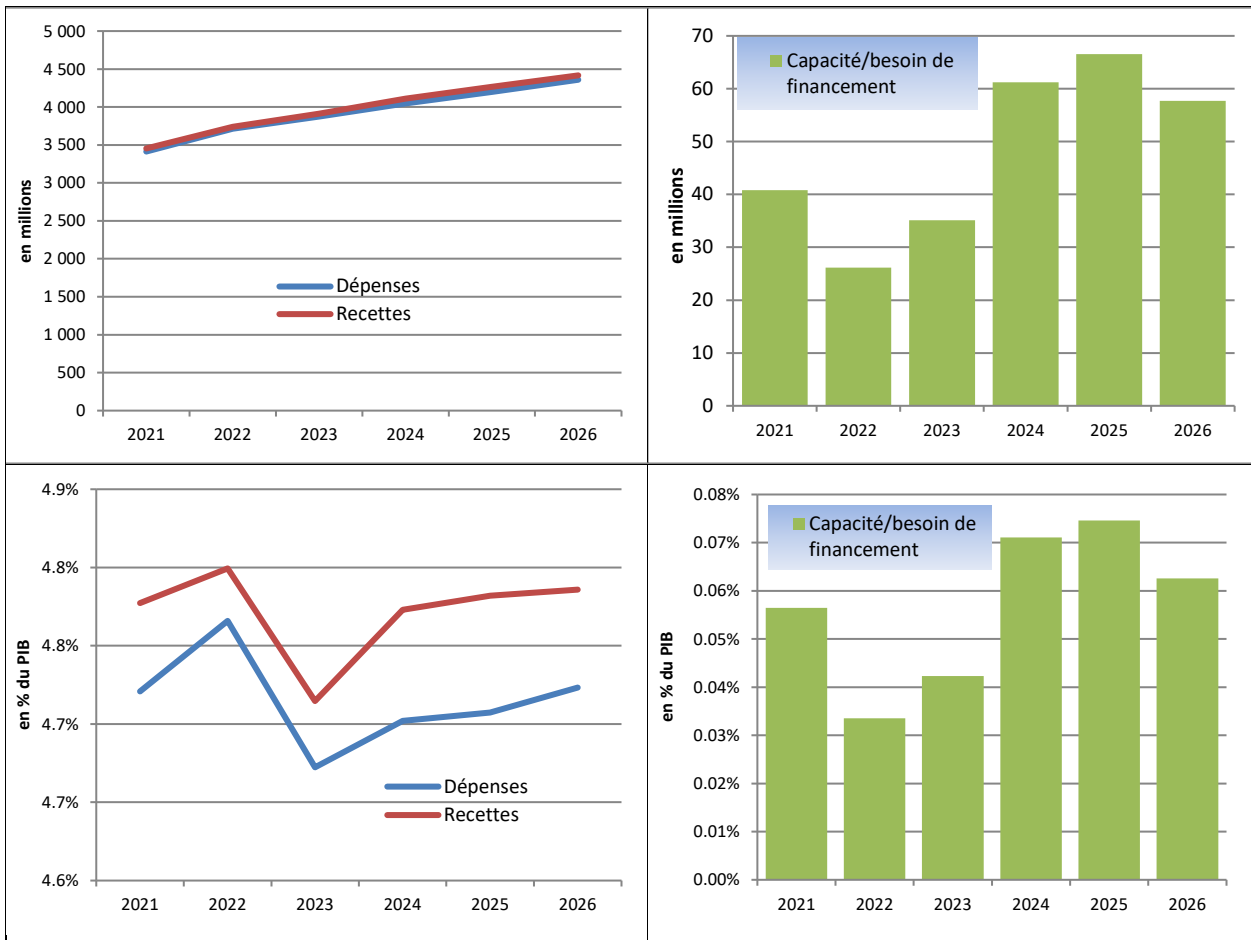 5 000
4 500
4 000
3 500
3 000
2 500
2 000
1 500
1 000
500
0
en millions
Dépenses
Recettes
2021 2022 2023 2024 2025 2026
70
60
50
40
30
20
10
0
en millions
Capacité/besoin de
financement
2021 2022 2023 2024 2025 2026
4.9%
4.8%
4.8%
4.7%
4.7%
4.6%
en % du PIB
Dépenses
Recettes
2021 2022 2023 2024 2025 2026
0.08%
0.07%
0.06%
0.05%
0.04%
0.03%
0.02%
0.01%
0.00%
en % du PIB
Capacité/besoin de
financement
2021 2022 2023 2024 2025 2026